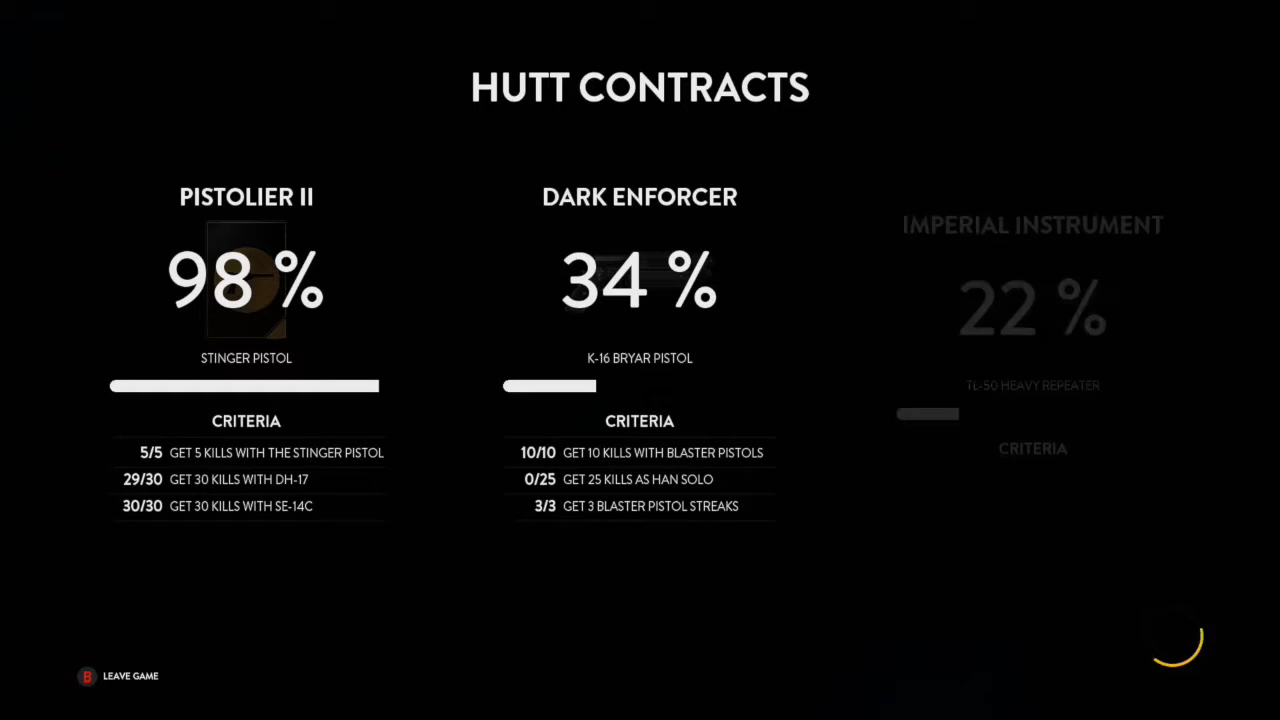 HUTT CONTRACTS
PISTOLIER II
98 %
STINGER PISTOL
CRITERIA
5/5 GET 5 KILLS WITH THE STINGER PISTOL
29/30 GET 30 KILLS WITH DH-17
30/30 GET 30 KILLS WITH SE-14C
DARK ENFORCER
34 %
K-16 BRYAR PISTOL
CRITERIA
10/10 GET 10 KILLS WITH BLASTER PISTOLS
0/25 GET 25 KILLS AS HAN SOLO
3/3 GET 3 BLASTER PISTOL STREAKS
IMPERIAL INSTRUMENT
22 %
TL-50 HEAVY REPEATER
CRITERIA
B LEAVE GAME